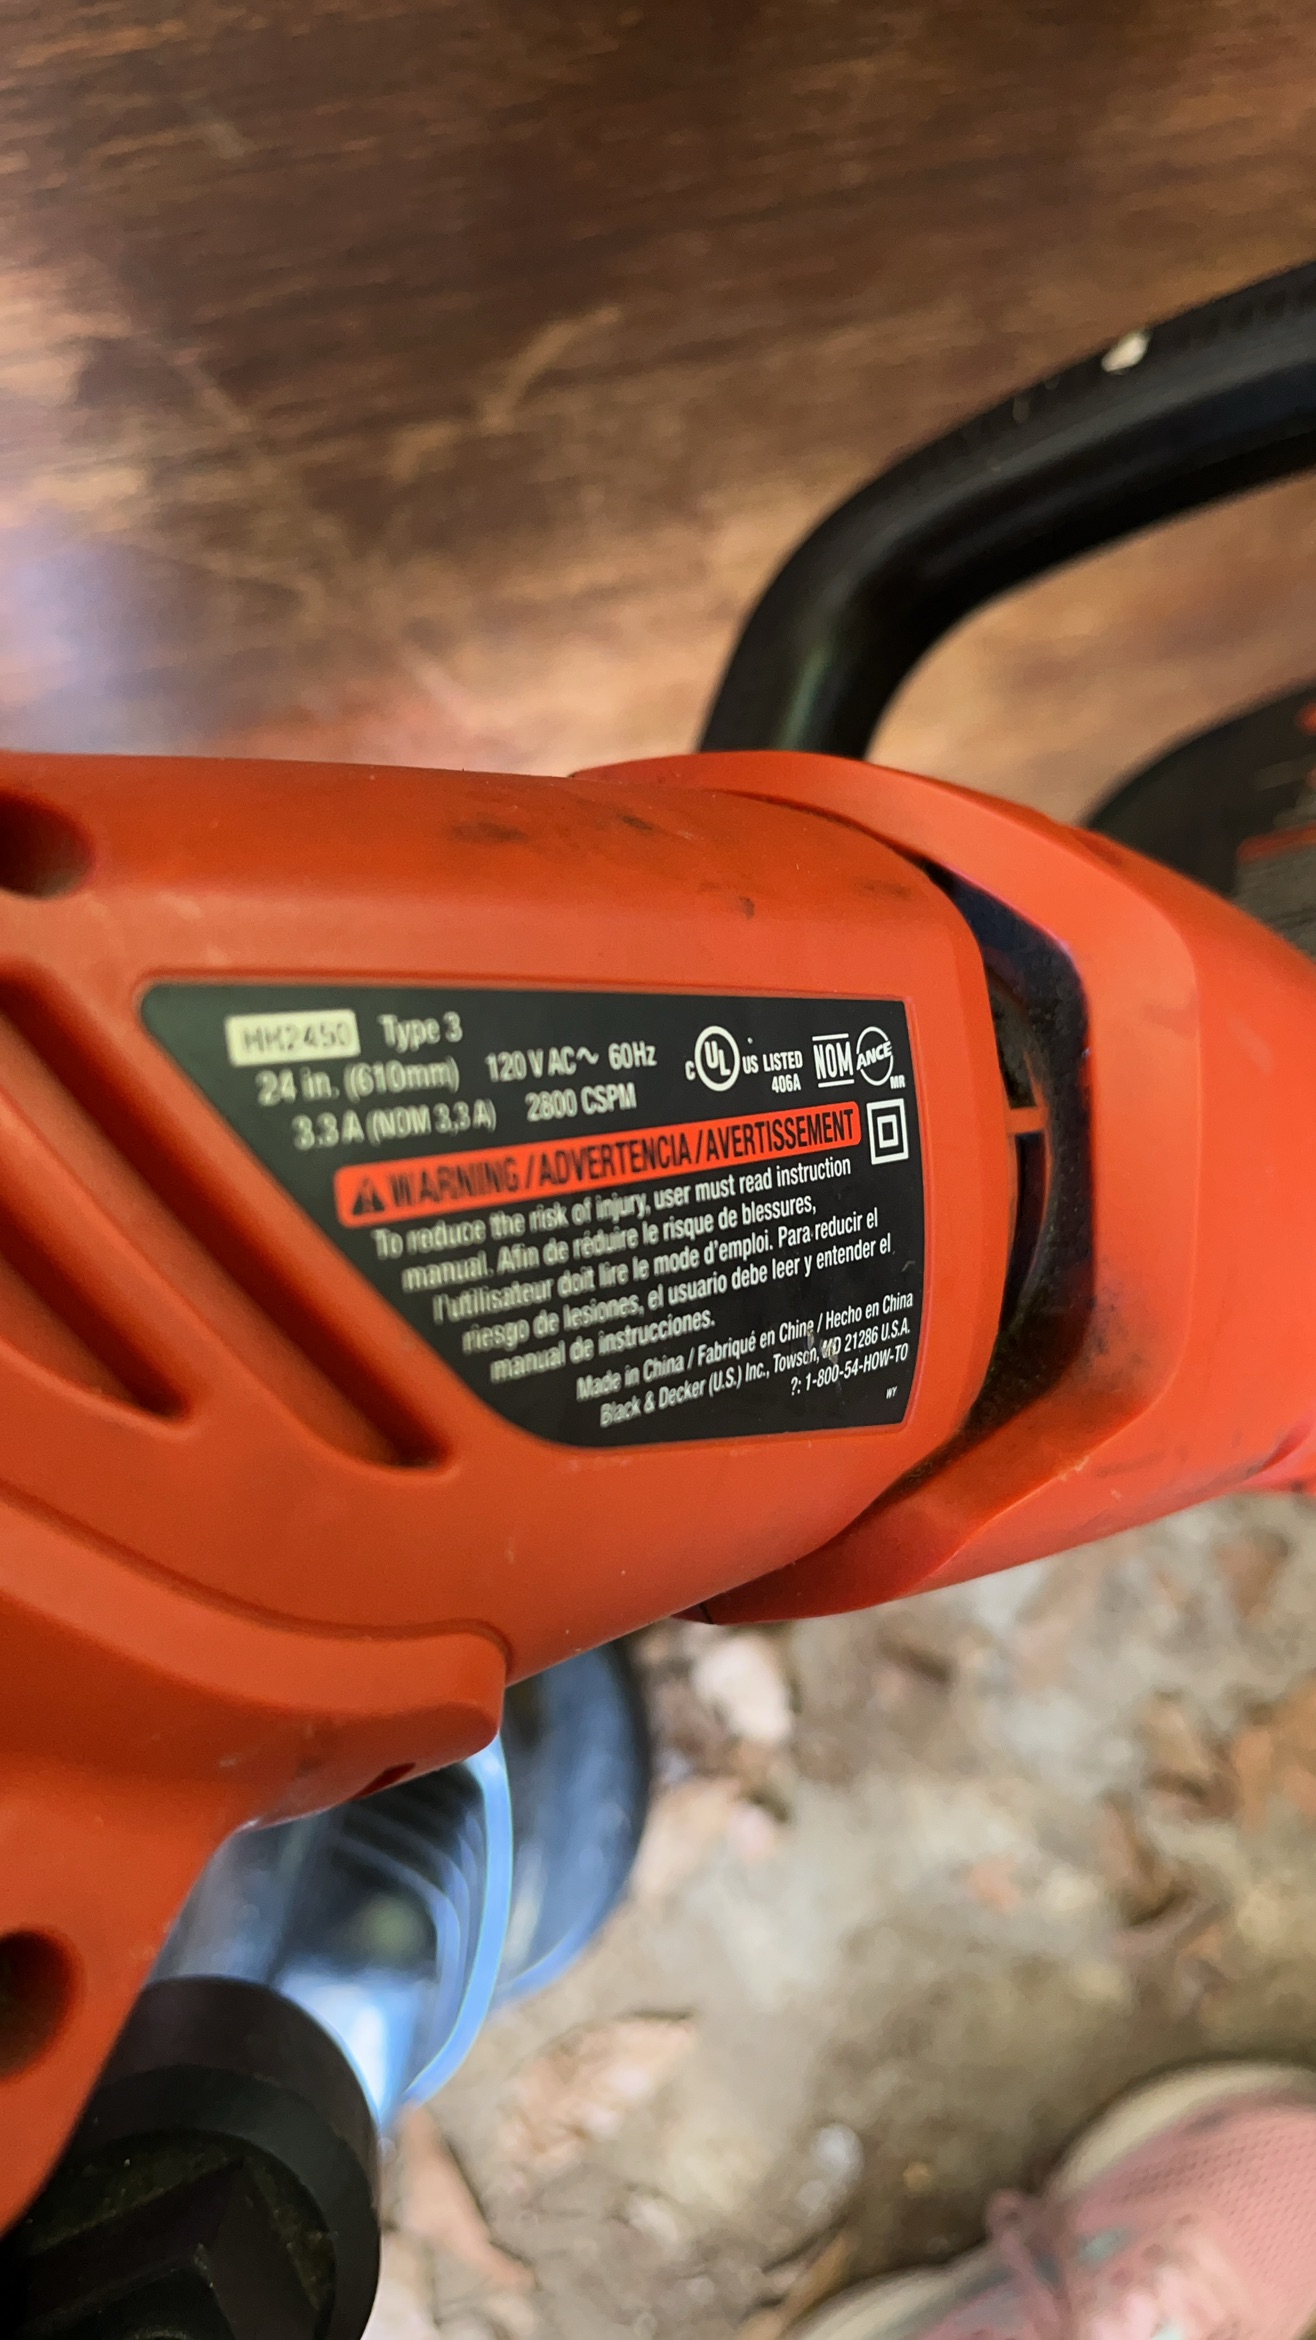 HH2450 Type 3
24 in. (610mm) 120 V AC~ 60Hz
3.3 A (NOM 3,3 A) 2800 CSPM
C UL US LISTED
406A
NOM ANCE
MR
WARNING / ADVERTENCIA / AVERTISSEMENT
To reduce the risk of injury, user must read instruction
manual. Afin de réduire le risque de blessures,
l'utilisateur doit lire le mode d'emploi. Para reducir el
riesgo de lesiones, el usuario debe leer y entender el
manual de instrucciones.
Made in China / Fabriqué en Chine / Hecho en China
Black & Decker (U.S.) Inc., Towson, MD 21286 U.S.A.
?: 1-800-54-HOW-TO
WY